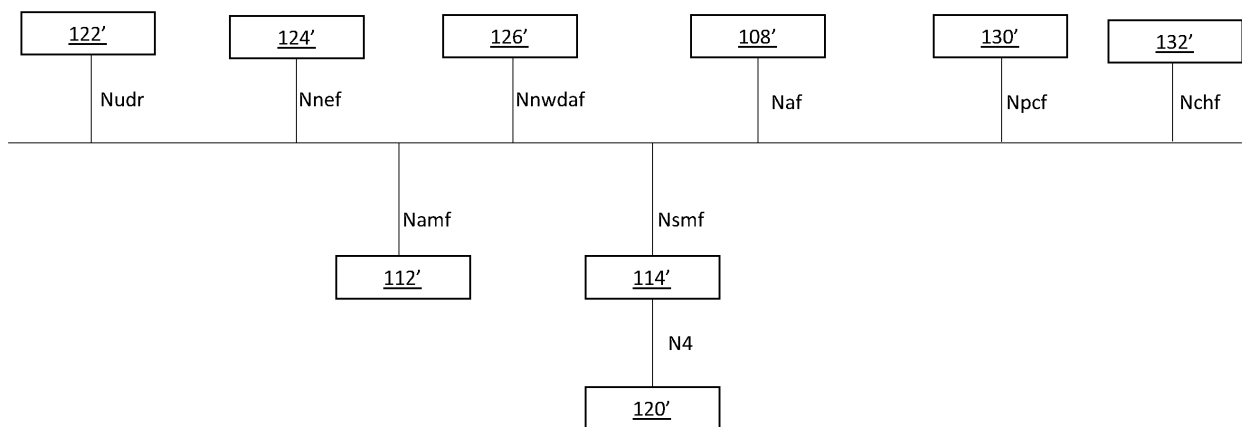 122’
124’
126’
108’
130’
132’
Nudr
Nnef
Nnwdaf
Naf
Npcf
Nchf
Namf
Nsmf
112’
114’
N4
120’